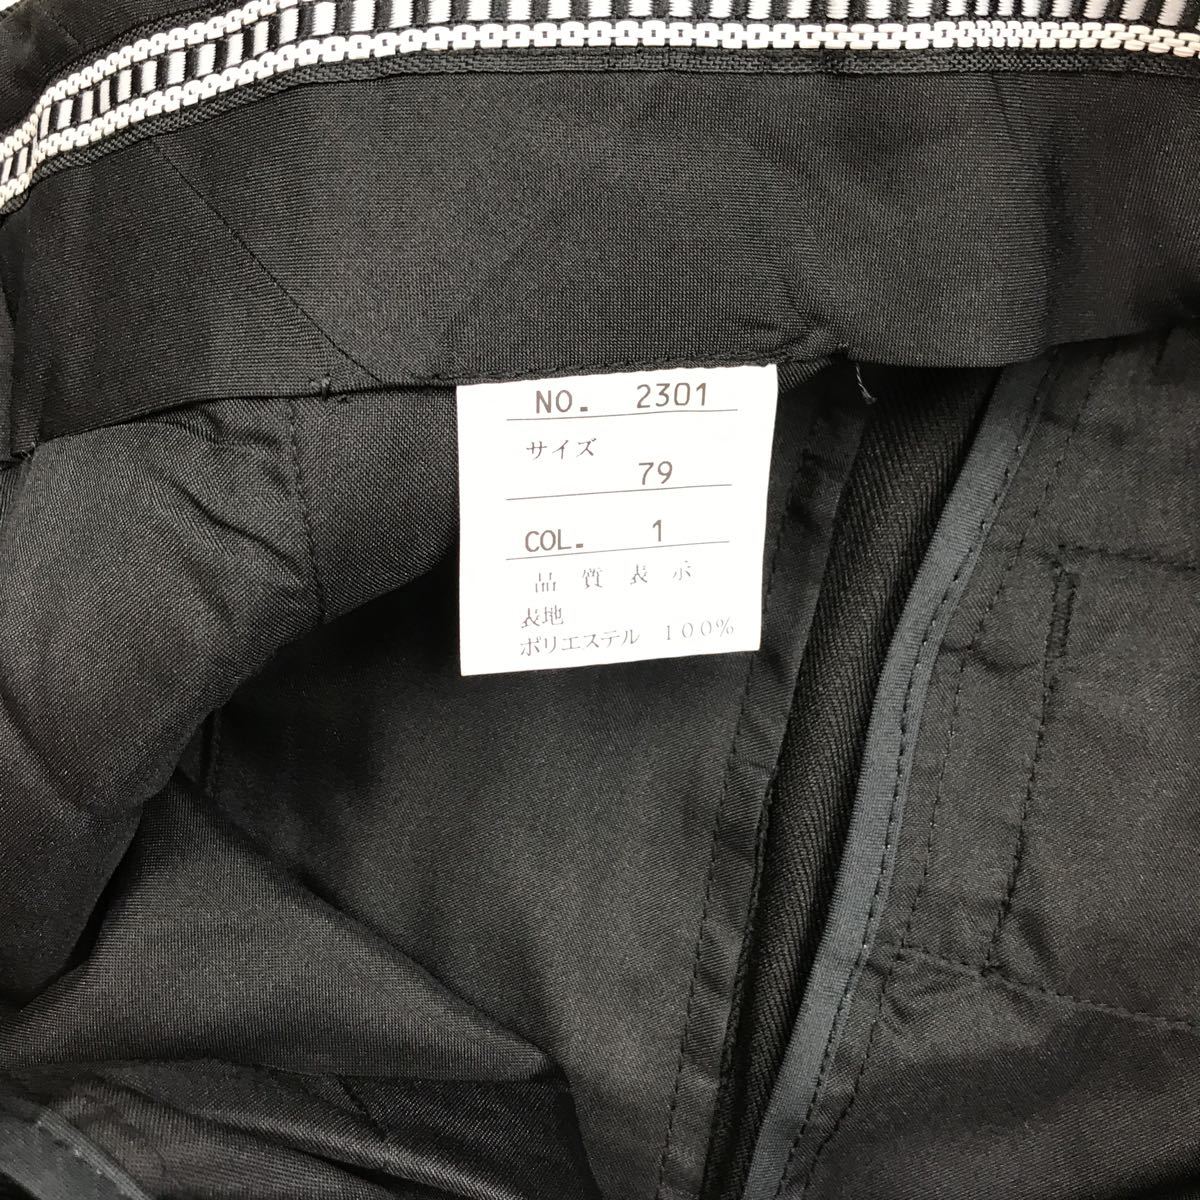 NO. 2301
サイズ
79
COL. 1
品質表示
表地
ポリエステル 100%